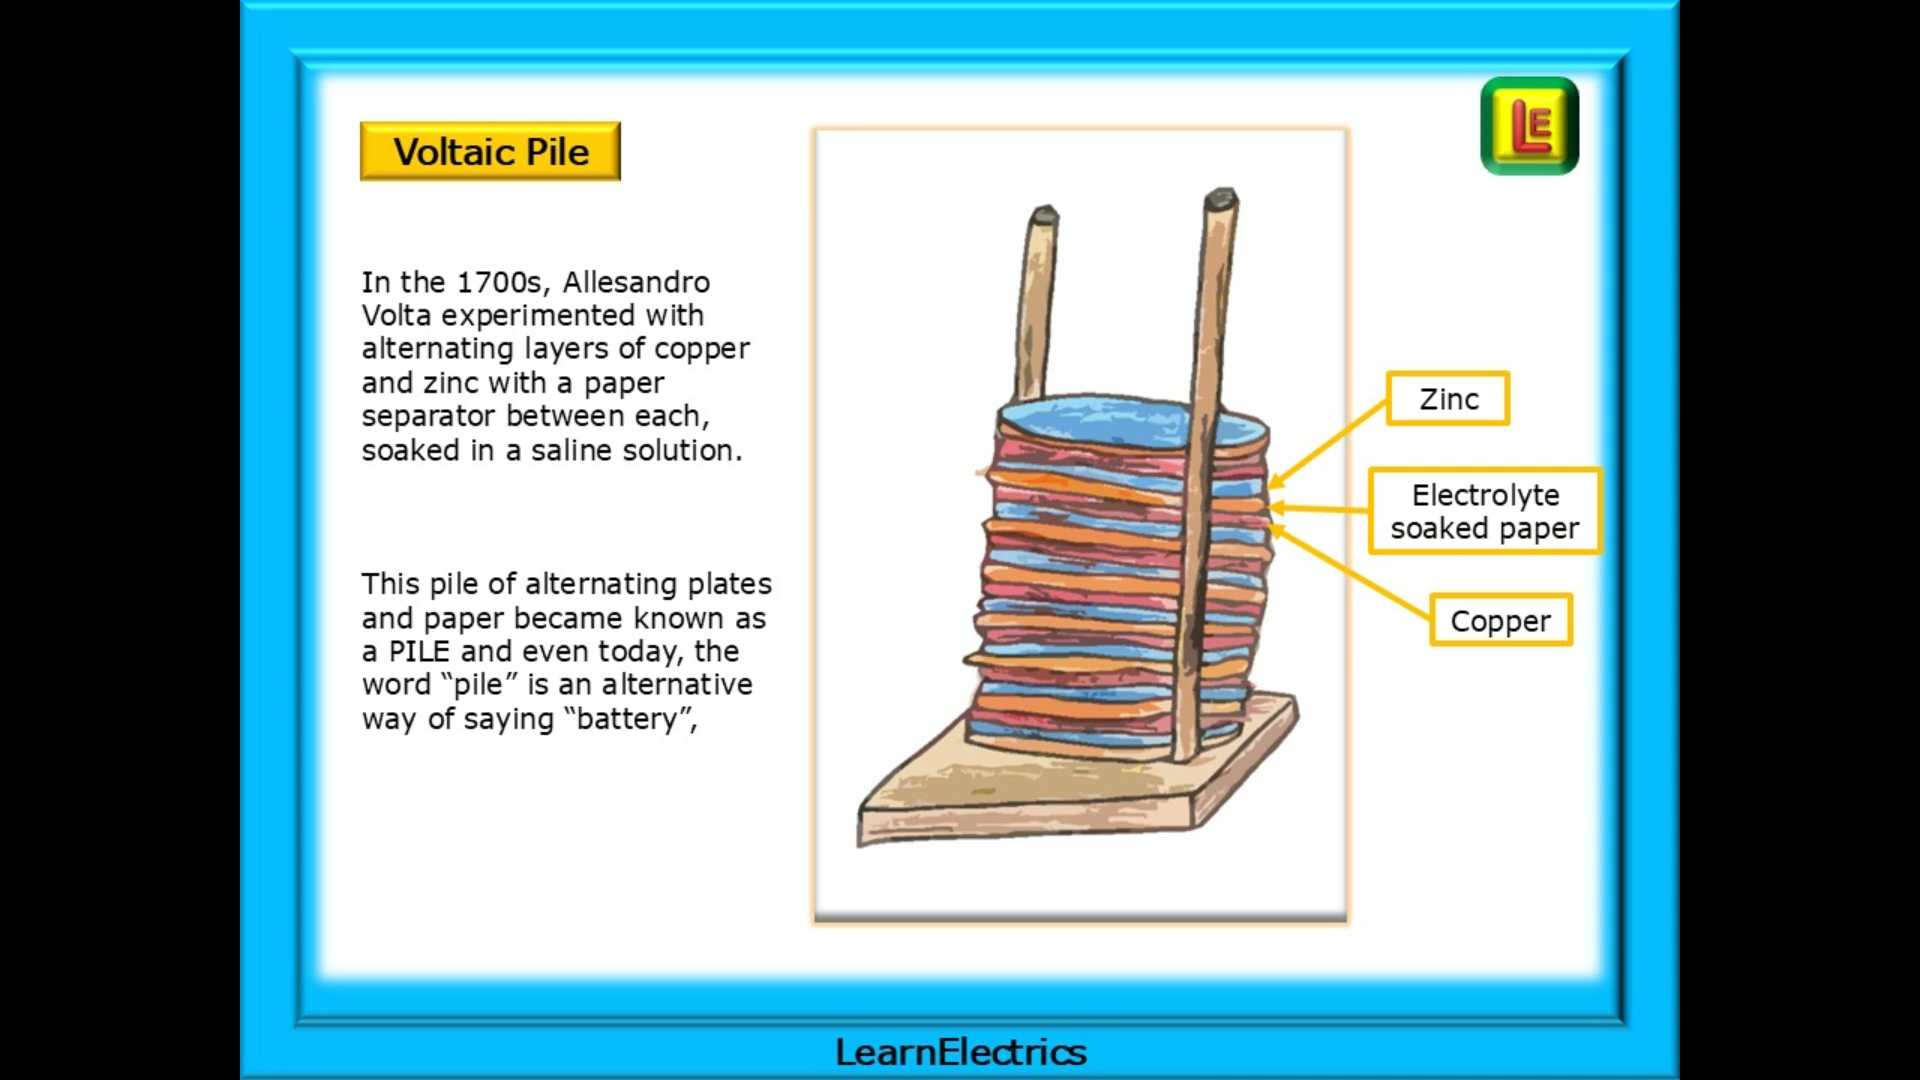 Voltaic Pile
LE
In the 1700s, Allesandro
Volta experimented with
alternating layers of copper
and zinc with a paper
separator between each,
soaked in a saline solution.
This pile of alternating plates
and paper became known as
a PILE and even today, the
word “pile” is an alternative
way of saying “battery”,
Zinc
Electrolyte
soaked paper
Copper
LearnElectrics